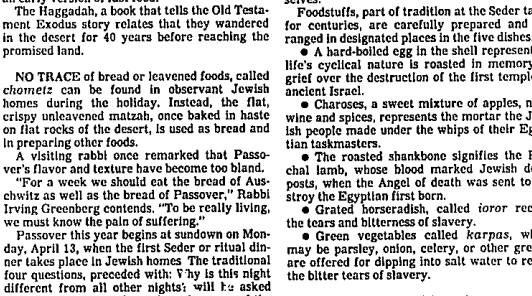 The Haggadah, a book that tells the Old Testa-
ment Exodus story relates that they wandered
in the desert for 40 years before reaching the
promised land.
NO TRACE of bread or leavened foods, called
chometz can be found in observant Jewish
homes during the holiday. Instead, the flat,
crispy unleavened matzah, once baked in haste
on flat rocks of the desert, is used as bread and
in preparing other foods.
A visiting rabbi once remarked that Passo-
ver's flavor and texture have become too bland.
"For a week we should eat the bread of Aus-
chwitz as well as the bread of Passover," Rabbi
Irving Greenberg contends. "To be really living,
we must know the pain of suffering."
Passover this year begins at sundown on Mon-
day, April 13, when the first Seder or ritual din-
ner takes place in Jewish homes The traditional
four questions, preceded with: Why is this night
different from all other nights: will be asked
Foodstuffs, part of tradition at the Seder ta
for centuries, are carefully prepared and
ranged in designated places in the five dishes
● A hard-boiled egg in the shell represent
life's cyclical nature is roasted in memory
grief over the destruction of the first templ
ancient Israel.
● Charoses, a sweet mixture of apples, n
wine and spices, represents the mortar the J
ish people made under the whips of their Eg
tian taskmasters.
● The roasted shankbone signifies the P
chal lamb, whose blood marked Jewish do
posts, when the Angel of death was sent to
stroy the Egyptian first born.
● Grated horseradish, called ioror rec
the tears and bitterness of slavery.
● Green vegetables called karpas, wh
may be parsley, onion, celery, or other gre
are offered for dipping into salt water to re
the bitter tears of slavery.